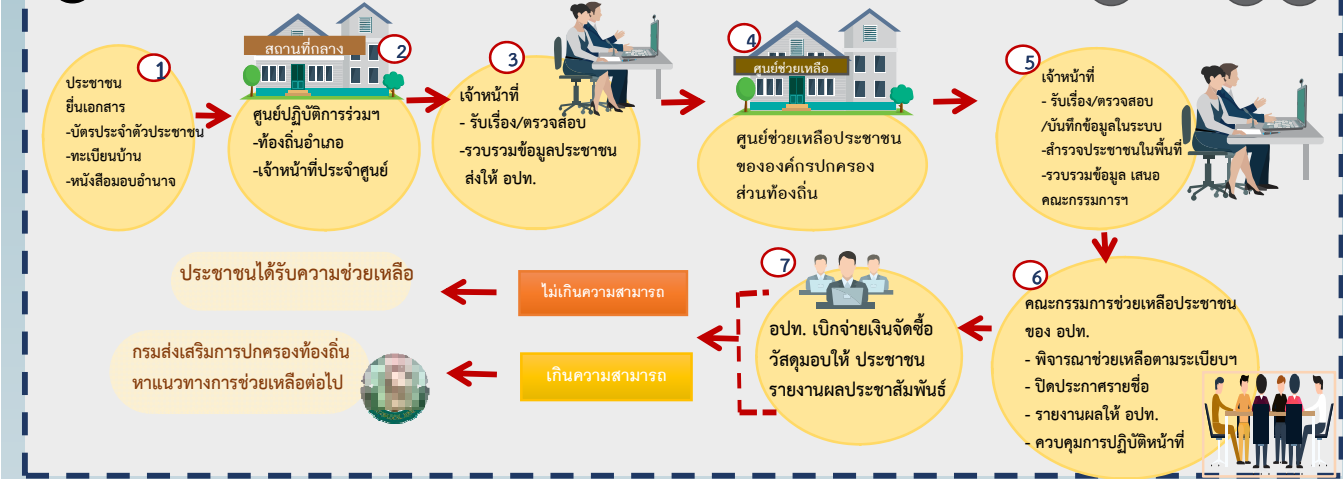 1
ประชาชน
ยื่นเอกสาร
-บัตรประจำตัวประชาชน
-ทะเบียนบ้าน
-หนังสือมอบอำนาจ
2
สถานที่กลาง
ศูนย์ปฏิบัติการร่วมฯ
-ท้องถิ่นอำเภอ
-เจ้าหน้าที่ประจำศูนย์
3
เจ้าหน้าที่
- รับเรื่อง/ตรวจสอบ
-รวบรวมข้อมูลประชาชน
ส่งให้ อปท.
4
ศูนย์ช่วยเหลือ
ศูนย์ช่วยเหลือประชาชน
ขององค์กรปกครอง
ส่วนท้องถิ่น
5
เจ้าหน้าที่
- รับเรื่อง/ตรวจสอบ
/บันทึกข้อมูลในระบบ
-สำรวจประชาชนในพื้นที่
-รวบรวมข้อมูล เสนอ
คณะกรรมการฯ
6
คณะกรรมการช่วยเหลือประชาชน
ของ อปท.
- พิจารณาช่วยเหลือตามระเบียบฯ
- ปิดประกาศรายชื่อ
- รายงานผลให้ อปท.
- ควบคุมการปฏิบัติหน้าที่
7
อปท. เบิกจ่ายเงินจัดซื้อ
วัสดุมอบให้ ประชาชน
รายงานผลประชาสัมพันธ์
ไม่เกินความสามารถ
ประชาชนได้รับความช่วยเหลือ
เกินความสามารถ
กรมส่งเสริมการปกครองท้องถิ่น
หาแนวทางการช่วยเหลือต่อไป